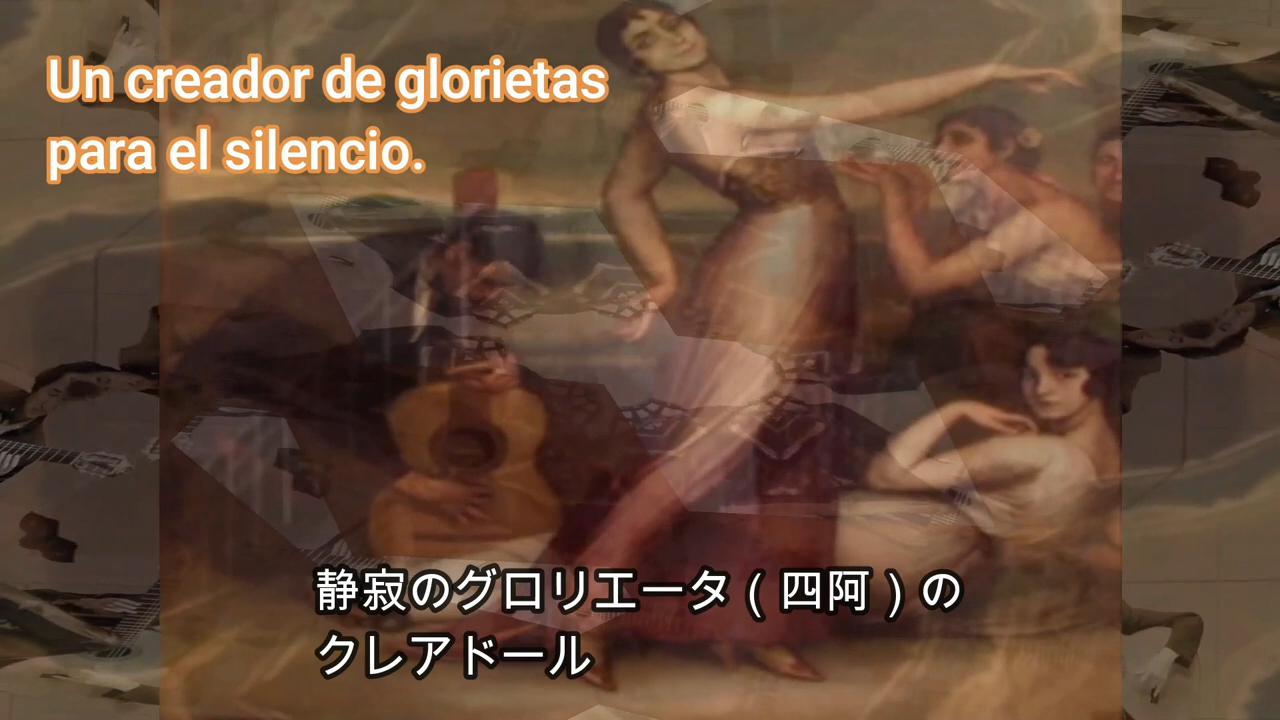 Un creador de glorietas
para el silencio.
静寂のグロリエータ ( 四阿 ) の
クレアドール